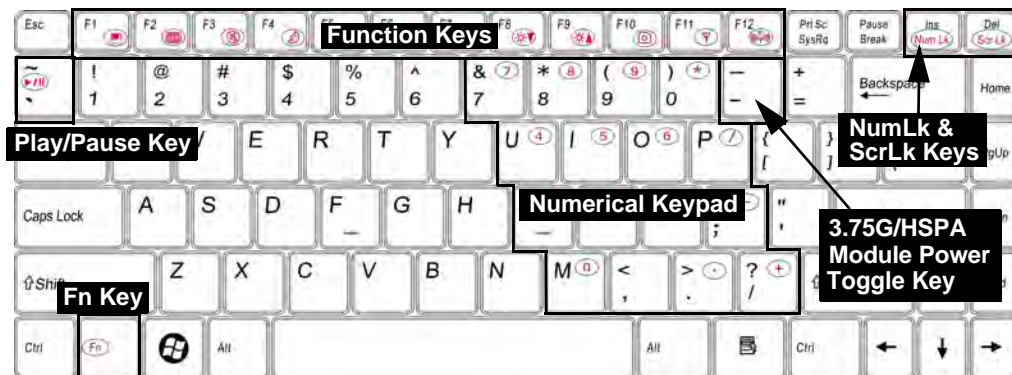 Esc F1 F2 F3 F4 F8 F9 F10 F11 F12 Prt Sc SysRq Pause Break Ins Num Lk Del Scr Lk
Function Keys
~ ` ! 1 @ 2 # 3 $ 4 % 5 ^ 6 & 7 7 * 8 8 ( 9 9 ) 0 * — - + = Backspace Home
Play/Pause Key
E R T Y U 4 I 5 O 6 P / { [ } ]
NumLk &
ScrLk Keys
Caps Lock A S D F G H ; - " '
Numerical Keypad
3.75G/HSPA
Module Power
Toggle Key
Z X C V B N M 0 < , > . . ? / +
Fn Key
Ctrl Fn Alt Alt Ctrl